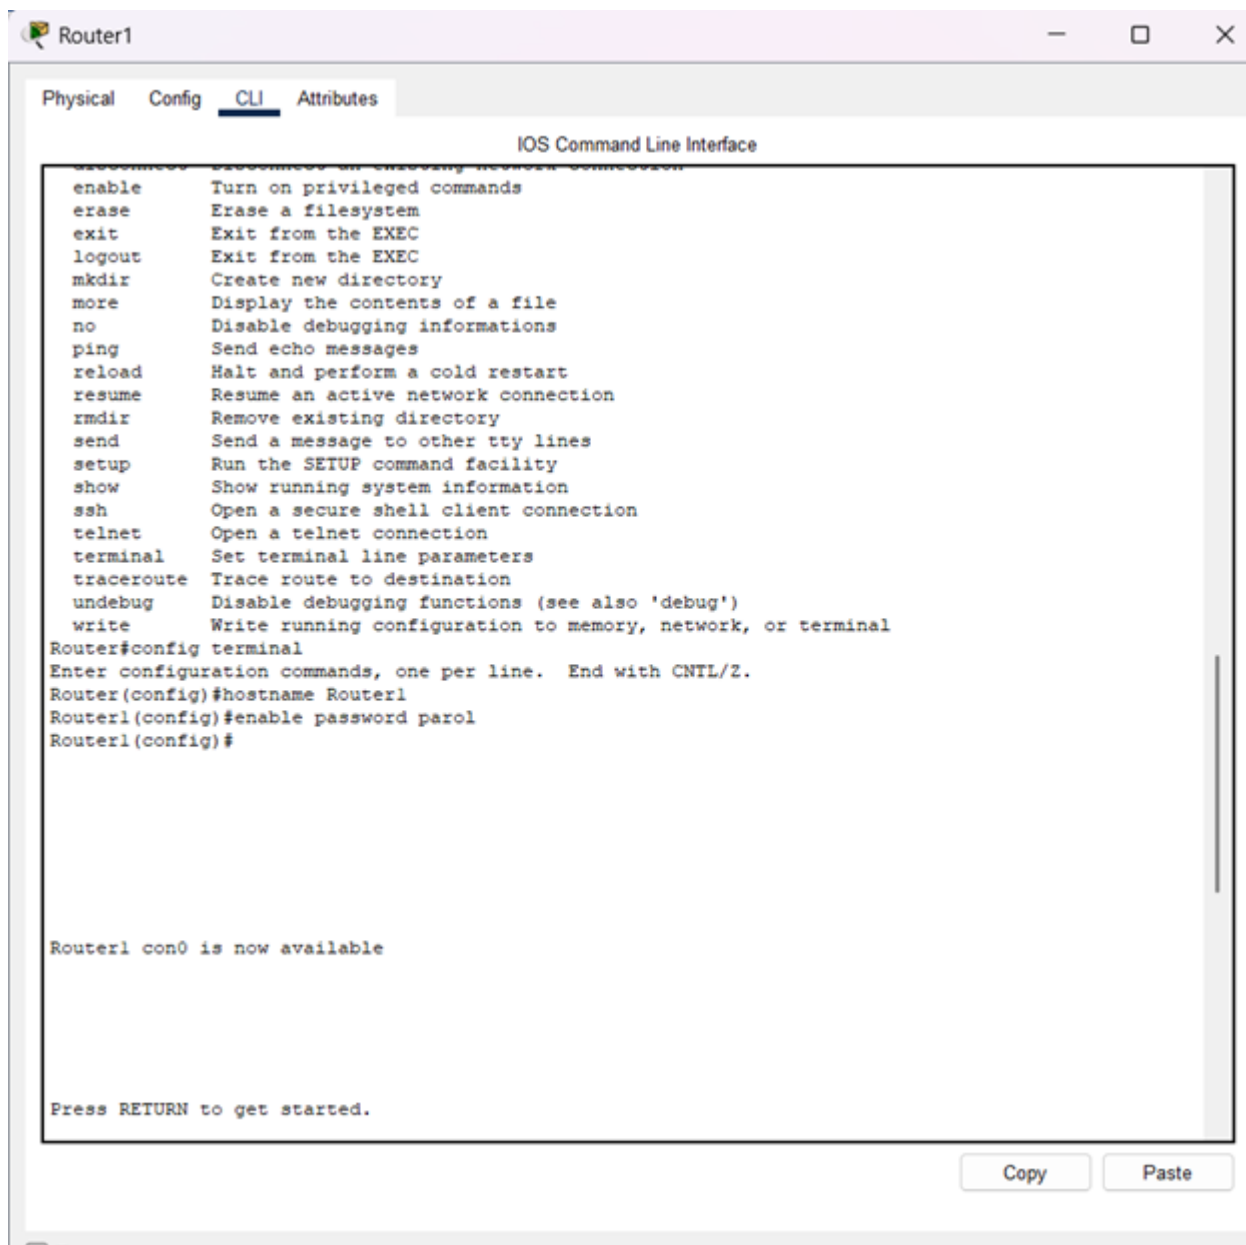 Router1
Physical Config CLI Attributes
IOS Command Line Interface
disconnect Disconnect an existing network connection
enable Turn on privileged commands
erase Erase a filesystem
exit Exit from the EXEC
logout Exit from the EXEC
mkdir Create new directory
more Display the contents of a file
no Disable debugging informations
ping Send echo messages
reload Halt and perform a cold restart
resume Resume an active network connection
rmdir Remove existing directory
send Send a message to other tty lines
setup Run the SETUP command facility
show Show running system information
ssh Open a secure shell client connection
telnet Open a telnet connection
terminal Set terminal line parameters
traceroute Trace route to destination
undebug Disable debugging functions (see also 'debug')
write Write running configuration to memory, network, or terminal
Router#config terminal
Enter configuration commands, one per line. End with CNTL/Z.
Router(config)#hostname Router1
Router1(config)#enable password parol
Router1(config)#
Router1 con0 is now available
Press RETURN to get started.
Copy Paste